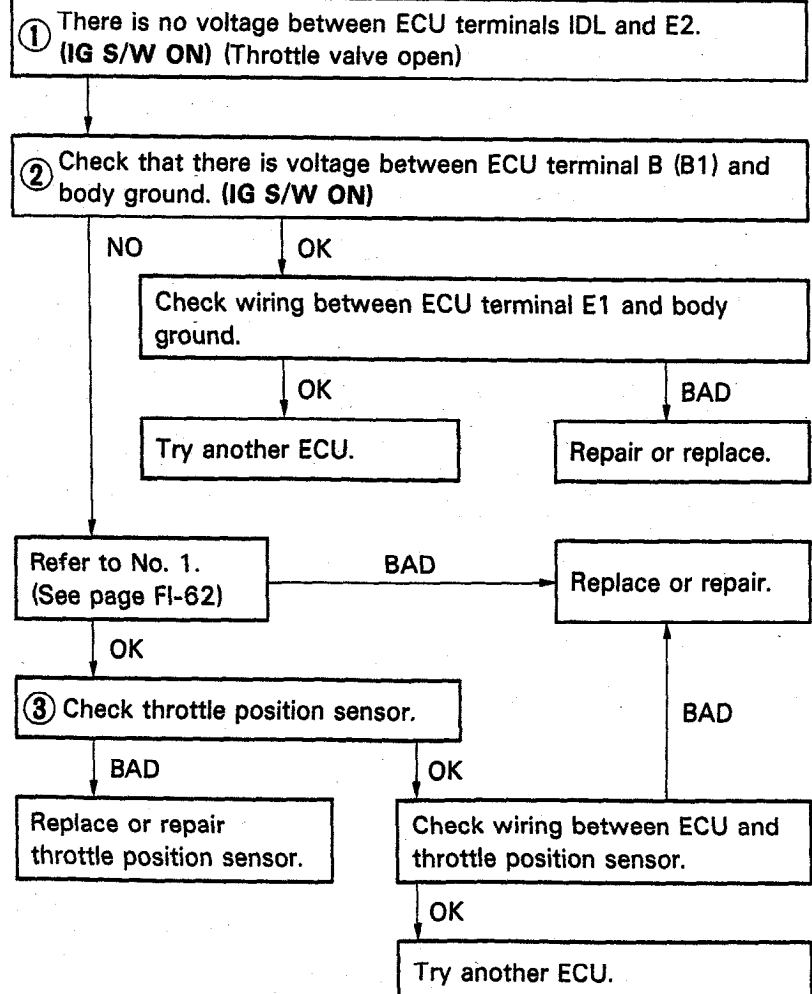 ① There is no voltage between ECU terminals IDL and E2.
(IG S/W ON) (Throttle valve open)
② Check that there is voltage between ECU terminal B (B1) and
body ground. (IG S/W ON)
NO
OK
Check wiring between ECU terminal E1 and body
ground.
OK
BAD
Try another ECU.
Repair or replace.
Refer to No. 1.
(See page FI-62)
BAD
Replace or repair.
OK
③ Check throttle position sensor.
BAD
BAD
OK
Replace or repair
throttle position sensor.
Check wiring between ECU and
throttle position sensor.
OK
Try another ECU.